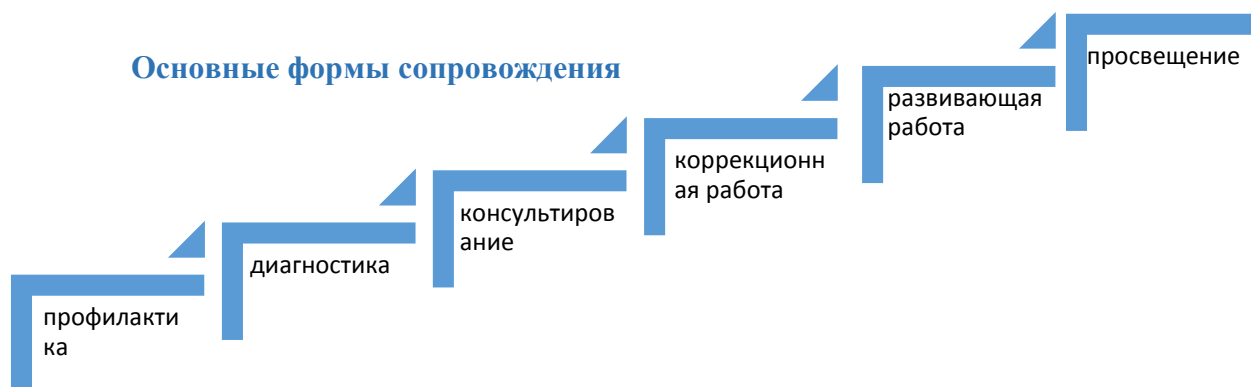 Основные формы сопровождения
просвещение
развивающая
работа
коррекционн
ая работа
консультиров
ание
диагностика
профилакти
ка